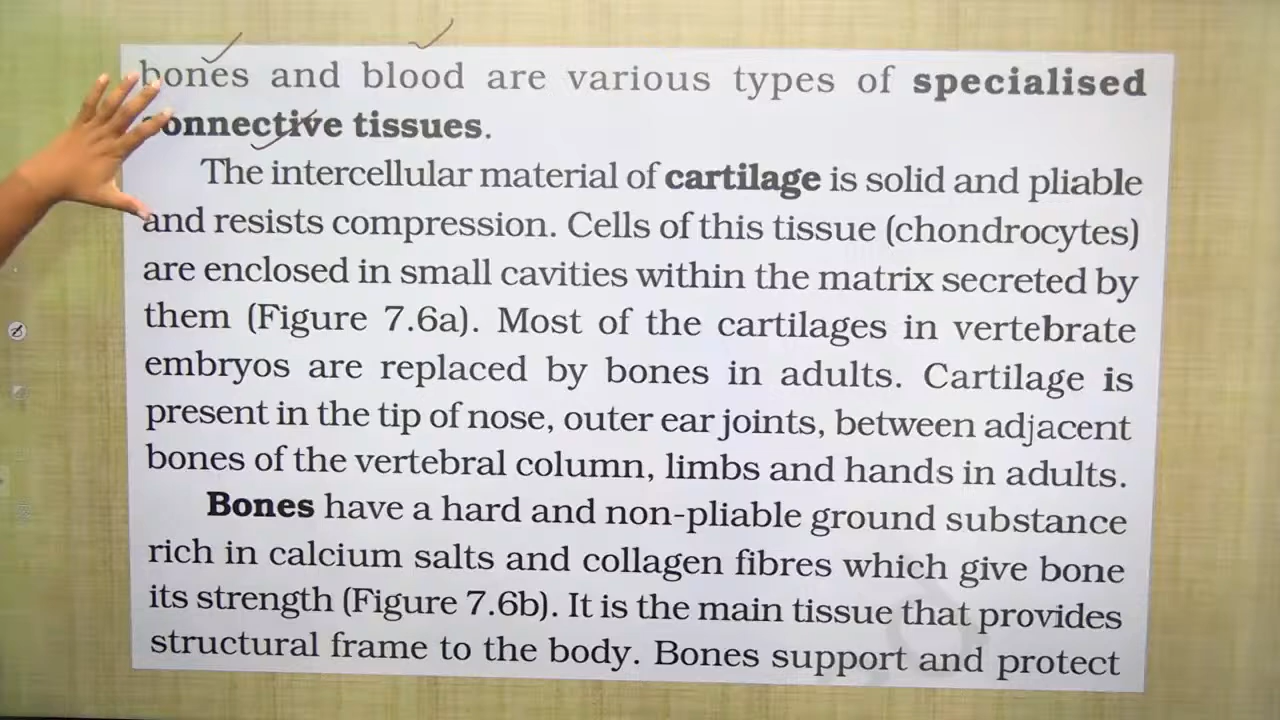 bones and blood are various types of specialised
connective tissues.
The intercellular material of cartilage is solid and pliable
and resists compression. Cells of this tissue (chondrocytes)
are enclosed in small cavities within the matrix secreted by
them (Figure 7.6a). Most of the cartilages in vertebrate
embryos are replaced by bones in adults. Cartilage is
present in the tip of nose, outer ear joints, between adjacent
bones of the vertebral column, limbs and hands in adults.
Bones have a hard and non-pliable ground substance
rich in calcium salts and collagen fibres which give bone
its strength (Figure 7.6b). It is the main tissue that provides
structural frame to the body. Bones support and protect